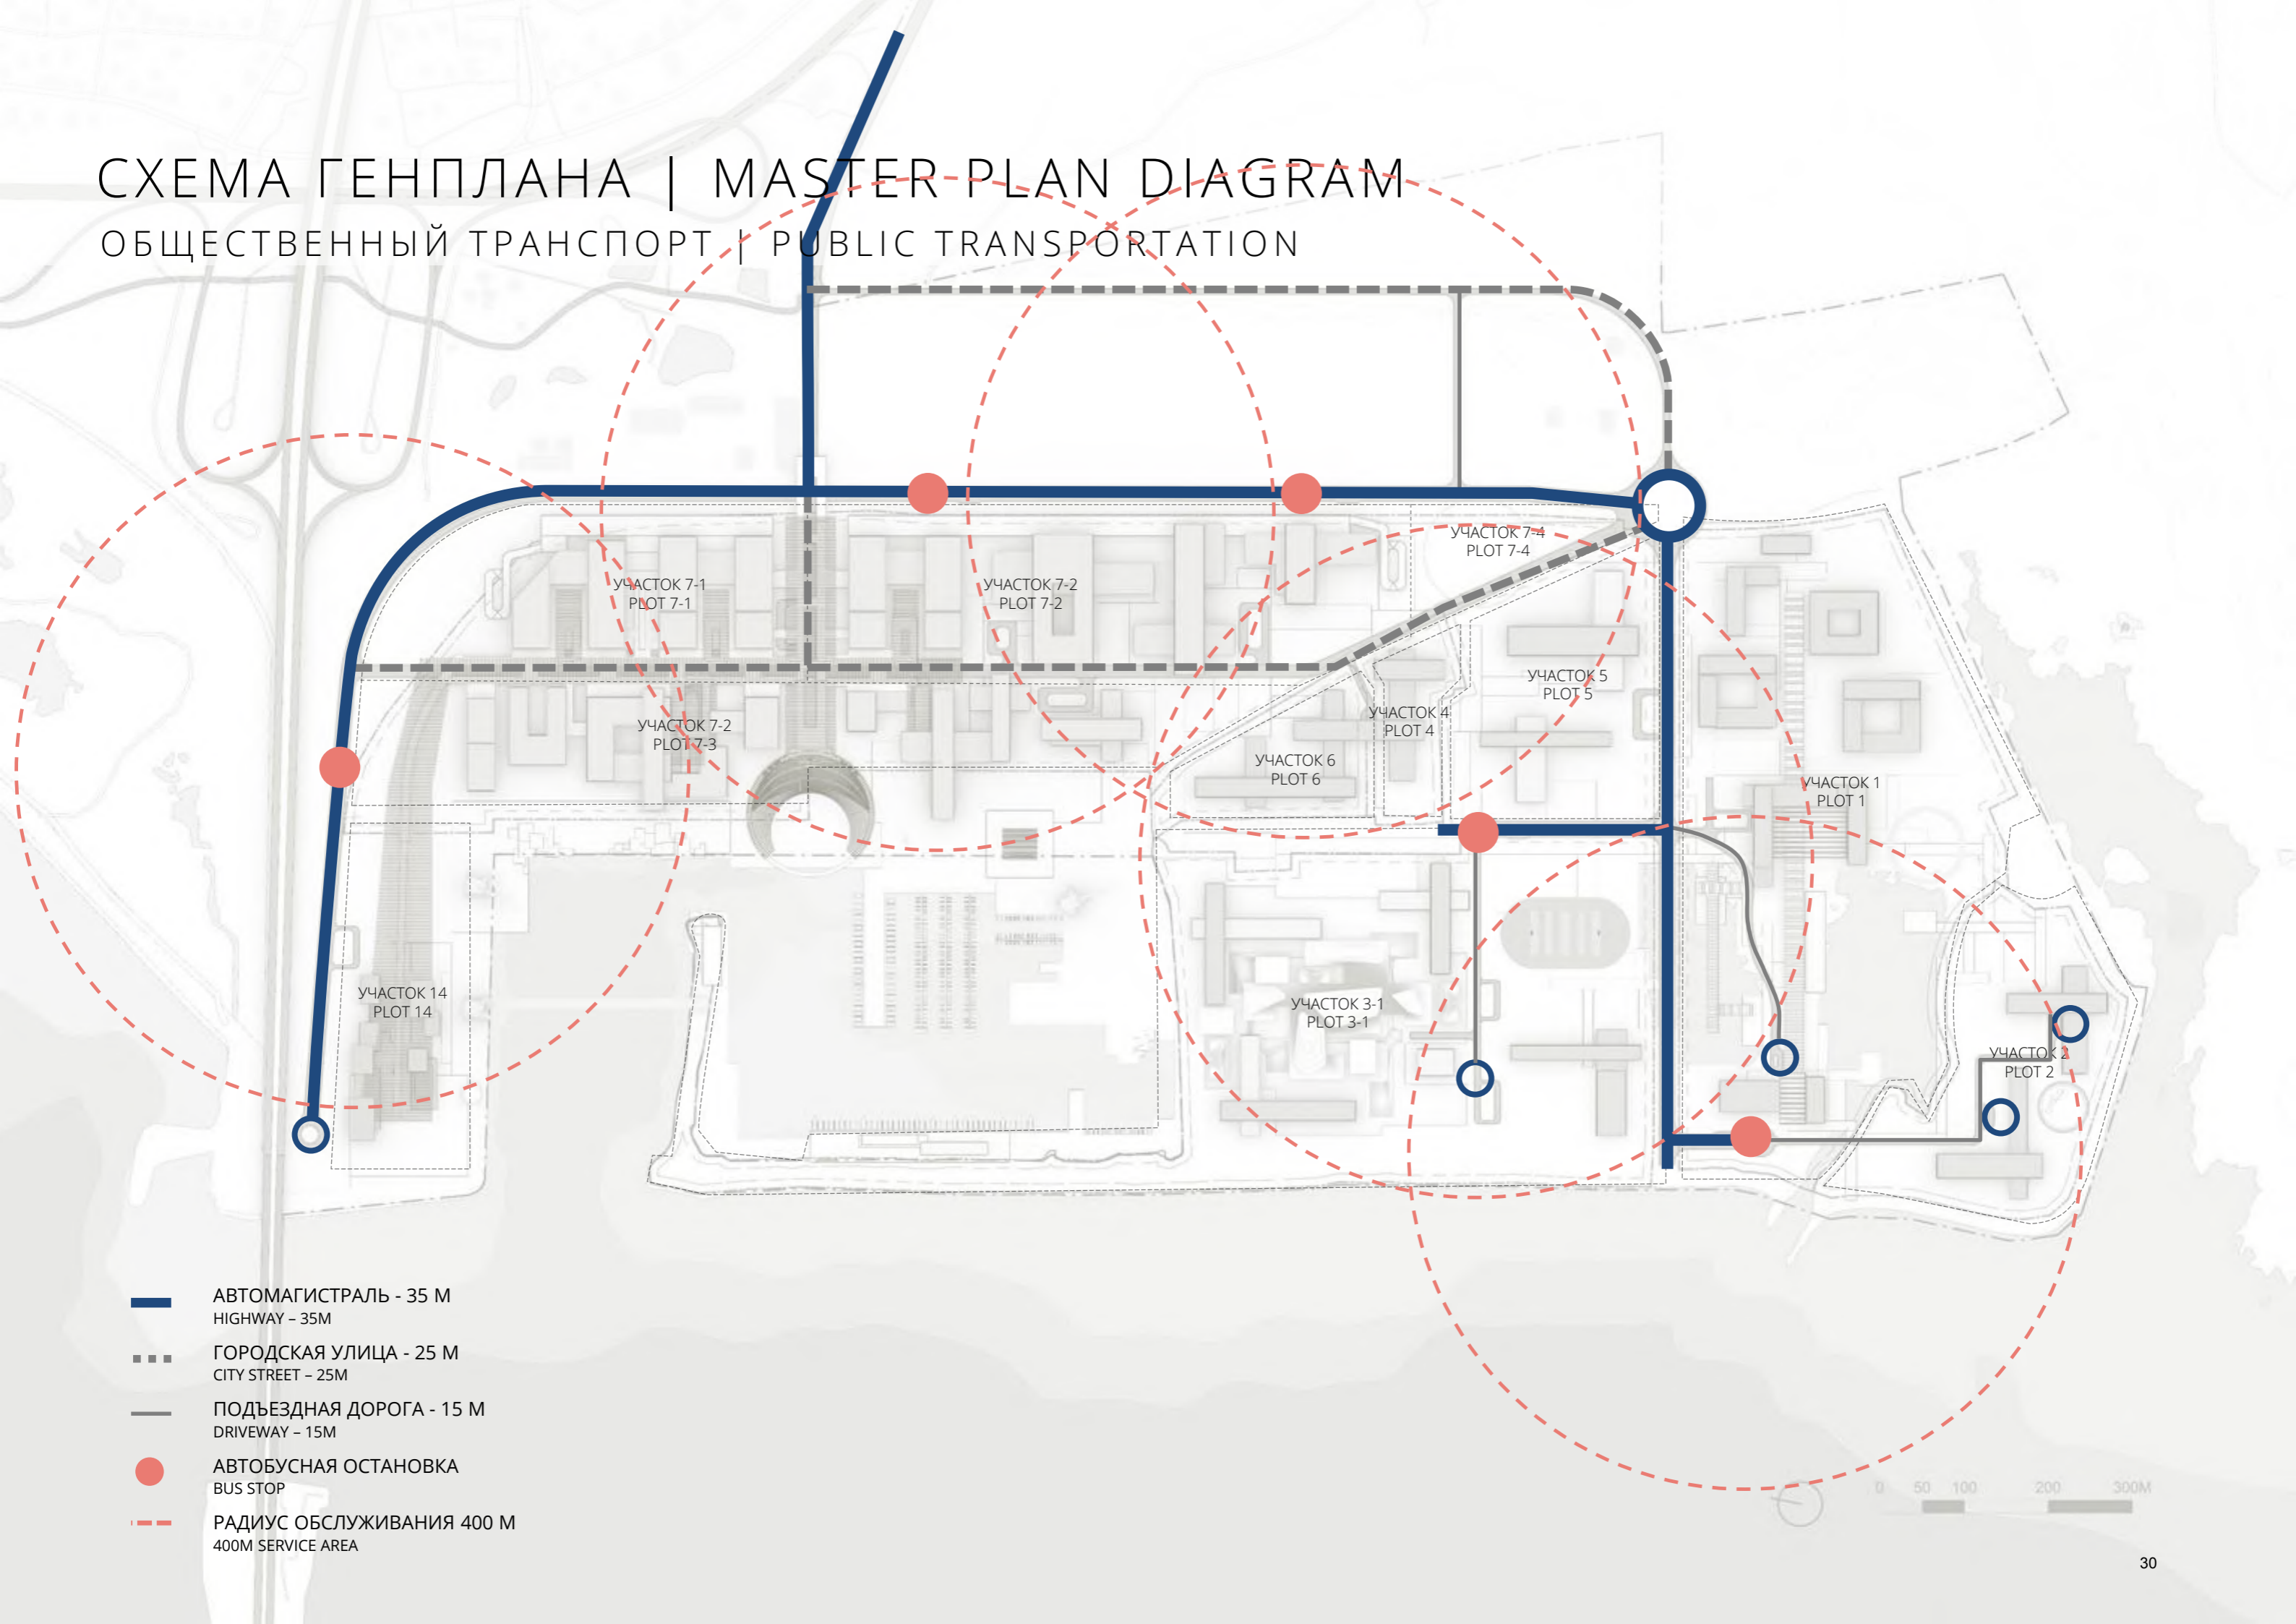 СХЕМА ГЕНПЛАНА | MASTER PLAN DIAGRAM
ОБЩЕСТВЕННЫЙ ТРАНСПОРТ | PUBLIC TRANSPORTATION
УЧАСТОК 7-4
PLOT 7-4
УЧАСТОК 7-1
PLOT 7-1
УЧАСТОК 7-2
PLOT 7-2
УЧАСТОК 5
PLOT 5
УЧАСТОК 4
PLOT 4
УЧАСТОК 7-2
PLOT 7-3
УЧАСТОК 6
PLOT 6
УЧАСТОК 1
PLOT 1
УЧАСТОК 14
PLOT 14
УЧАСТОК 3-1
PLOT 3-1
УЧАСТОК 2
PLOT 2
АВТОМАГИСТРАЛЬ - 35 М
HIGHWAY – 35M
ГОРОДСКАЯ УЛИЦА - 25 М
CITY STREET – 25M
ПОДЪЕЗДНАЯ ДОРОГА - 15 М
DRIVEWAY – 15M
АВТОБУСНАЯ ОСТАНОВКА
BUS STOP
РАДИУС ОБСЛУЖИВАНИЯ 400 М
400M SERVICE AREA
0 50 100 200 300M
30